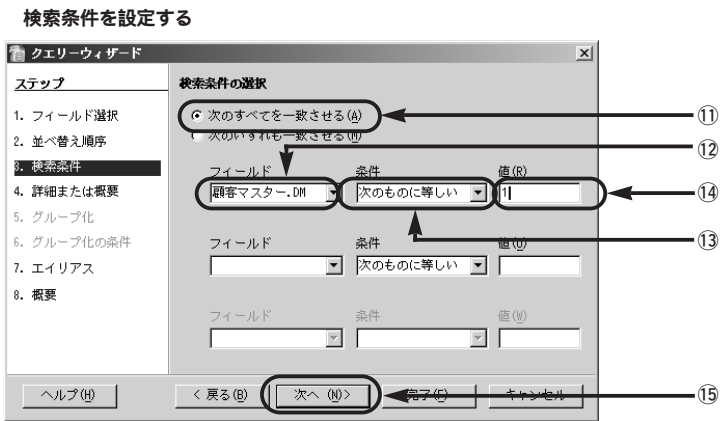 検索条件を設定する
クエリーウィザード
ステップ
検索条件の選択
1. フィールド選択
次のすべてを一致させる(A)
⑪
2. 並べ替え順序
次のいずれも一致させる(M)
⑫
3. 検索条件
フィールド 条件 値(R)
4. 詳細または概要
顧客マスター.DM 次のものに等しい 1
⑭
5. グループ化
⑬
6. グループ化の条件
フィールド 条件 値(U)
7. エイリアス
次のものに等しい
8. 概要
フィールド 条件 値(W)
ヘルプ(H) < 戻る(B) 次へ (N)> 完了(F) キャンセル
⑮